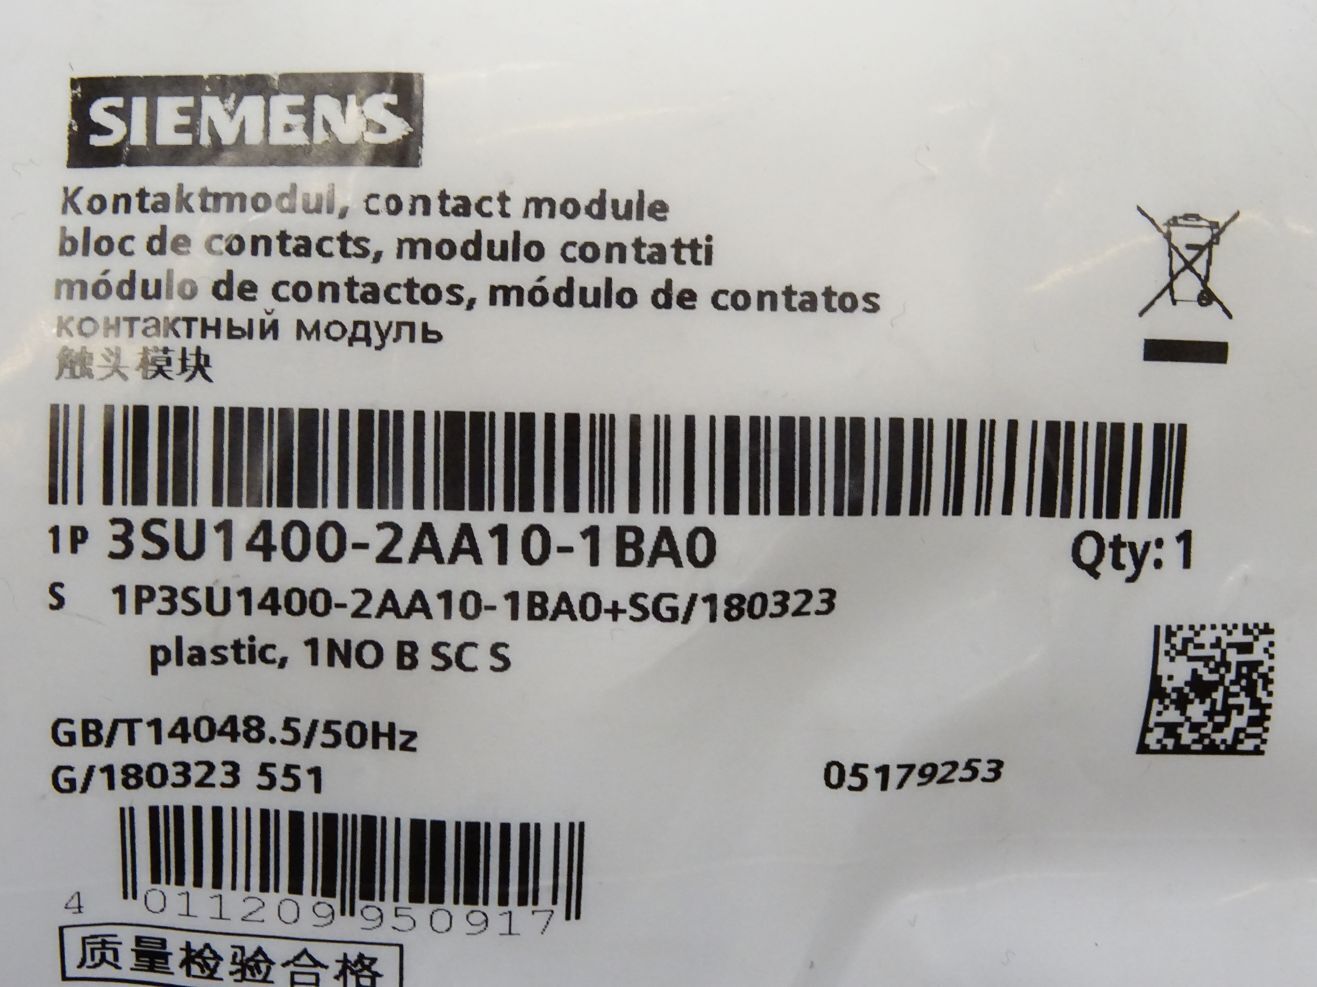 SIEMENS
Kontaktmodul, contact module
bloc de contacts, modulo contatti
módulo de contactos, módulo de contatos
контактный модуль
触头模块
1P 3SU1400-2AA10-1BA0 Qty: 1
S 1P3SU1400-2AA10-1BA0+SG/180323
plastic, 1NO B SC S
GB/T14048.5/50Hz
G/180323 551 05179253
4 011209 950917
质量检验合格